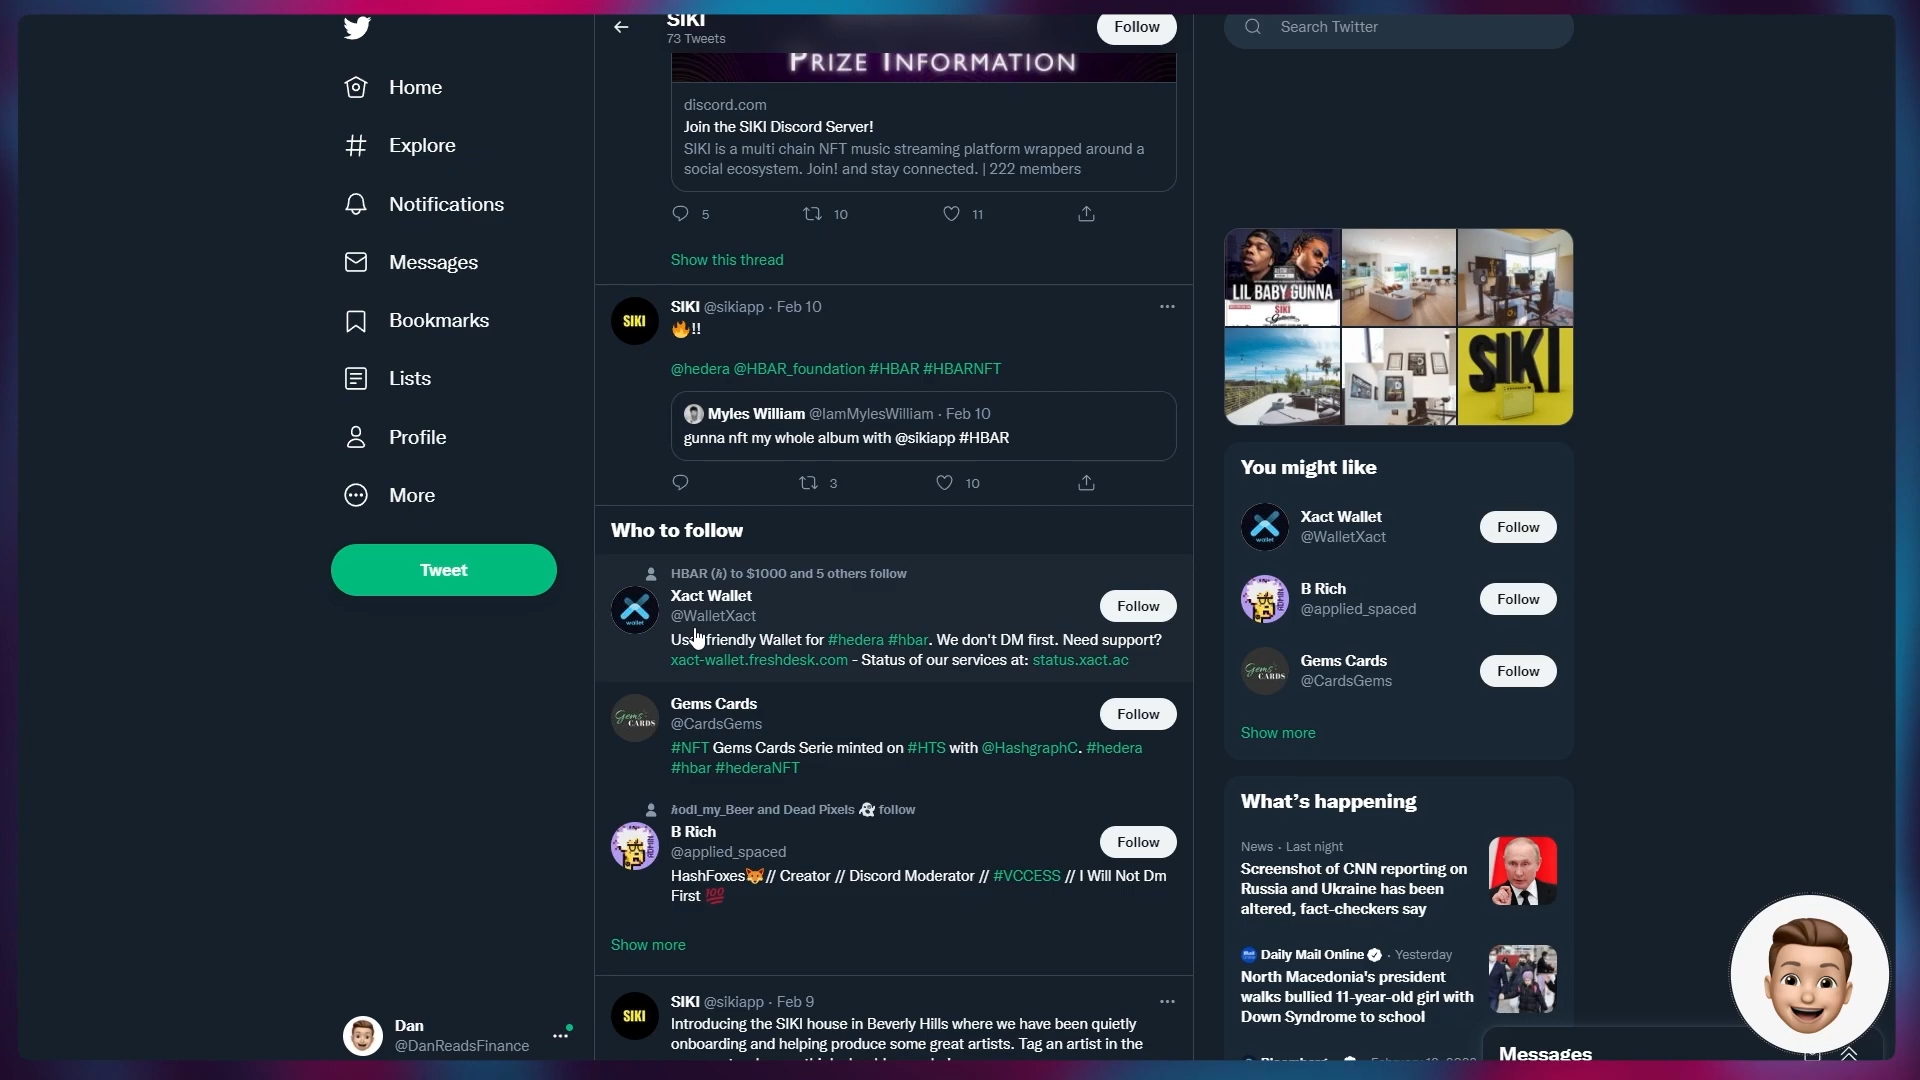 Home
Explore
Notifications
Messages
Bookmarks
Lists
Profile
More
Tweet
Dan
@DanReadsFinance
SIKI
73 Tweets
Follow
PRIZE INFORMATION
discord.com
Join the SIKI Discord Server!
SIKI is a multi chain NFT music streaming platform wrapped around a
social ecosystem. Join! and stay connected. | 222 members
5 10 11
Show this thread
SIKI
SIKI @sikiapp · Feb 10
🔥!!
@hedera @HBAR_foundation #HBAR #HBARNFT
Myles William @IamMylesWilliam · Feb 10
gunna nft my whole album with @sikiapp #HBAR
3 10
Who to follow
HBAR (ℏ) to $1000 and 5 others follow
wallet
Xact Wallet
@WalletXact
Follow
friendly Wallet for #hedera #hbar. We don't DM first. Need support?
xact-wallet.freshdesk.com - Status of our services at: status.xact.ac
Gems CARDS
Gems Cards
@CardsGems
Follow
#NFT Gems Cards Serie minted on #HTS with @HashgraphC. #hedera
#hbar #hederaNFT
ℏodl_my_Beer and Dead Pixels 👻 follow
ADMIN
B Rich
@applied_spaced
Follow
HashFoxes🦊// Creator // Discord Moderator // #VCCESS // I Will Not Dm
First 💯
Show more
SIKI
SIKI @sikiapp · Feb 9
Introducing the SIKI house in Beverly Hills where we have been quietly
onboarding and helping produce some great artists. Tag an artist in the
Search Twitter
LIL BABY GUNNA
SIKI
SIKI
You might like
wallet
Xact Wallet
@WalletXact
Follow
ADMIN
B Rich
@applied_spaced
Follow
Gems CARDS
Gems Cards
@CardsGems
Follow
Show more
What's happening
News · Last night
Screenshot of CNN reporting on
Russia and Ukraine has been
altered, fact-checkers say
Daily Mail Online · Yesterday
North Macedonia's president
walks bullied 11-year-old girl with
Down Syndrome to school
Messages